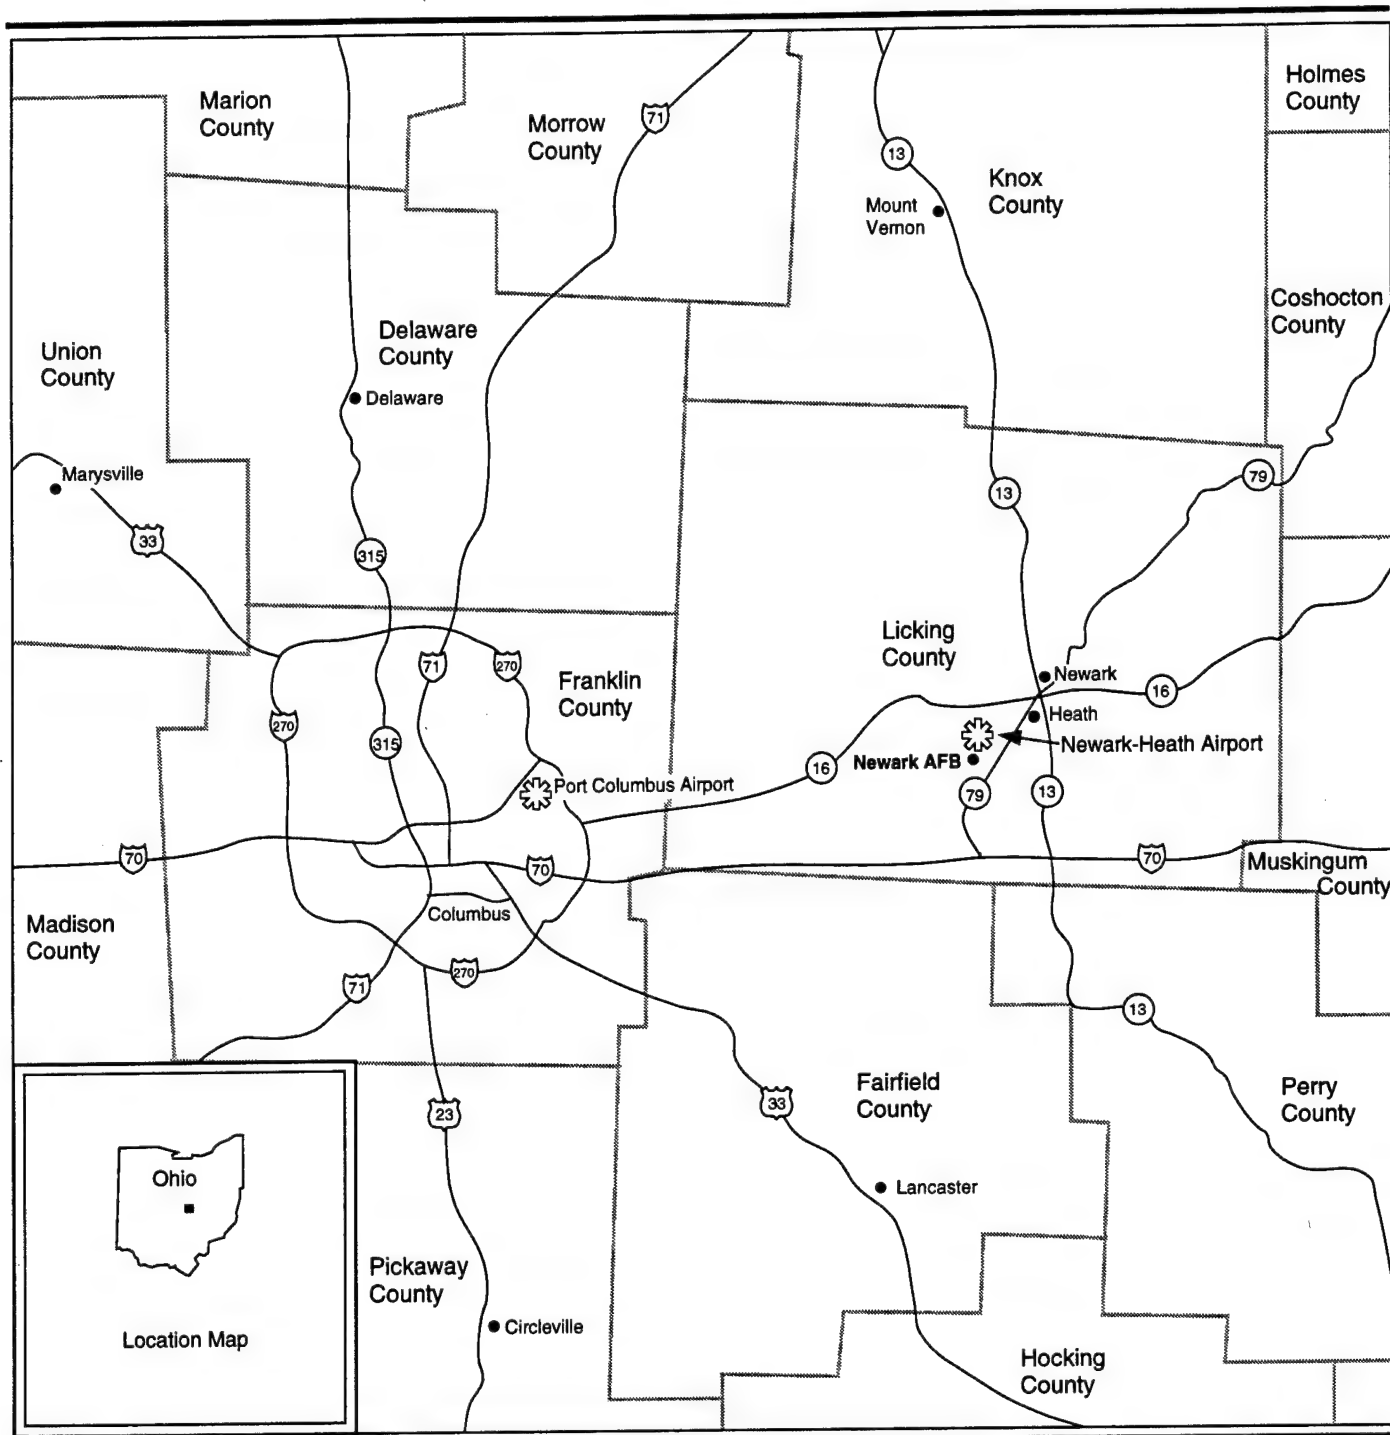 Marion
County
Morrow
County
71
13
Knox
County
Holmes
County
Mount
Vernon
Coshocton
County
Union
County
Delaware
County
Delaware
Marysville
33
315
13
79
Licking
County
71
270
Franklin
County
Newark
16
270
315
Heath
Newark-Heath Airport
Newark AFB
16
Port Columbus Airport
79
13
70
70
70
Muskingum
County
Columbus
Madison
County
71
270
13
Fairfield
County
Perry
County
23
33
Ohio
Lancaster
Pickaway
County
Circleville
Location Map
Hocking
County